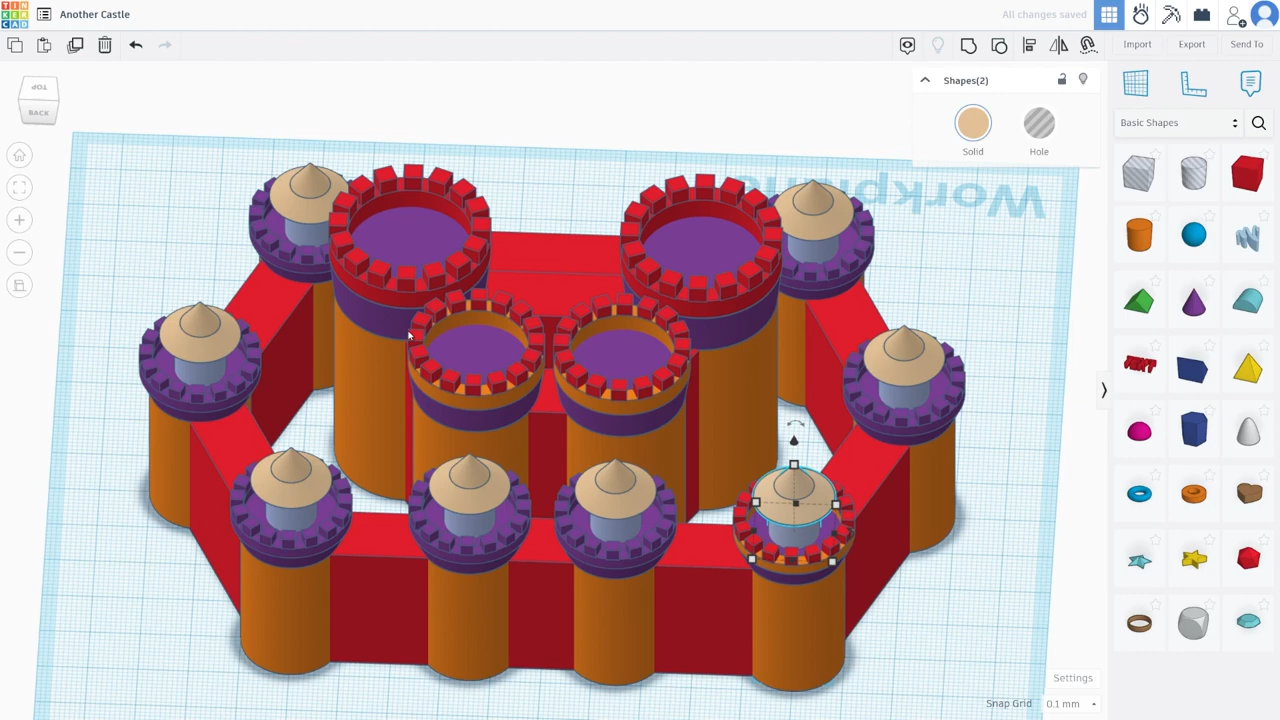 TIN
KER
CAD
Another Castle
All changes saved
Import
Export
Send To
Shapes(2)
Solid
Hole
TOP
BACK
Workplane
Basic Shapes
TEXT
Settings
Snap Grid
0.1 mm